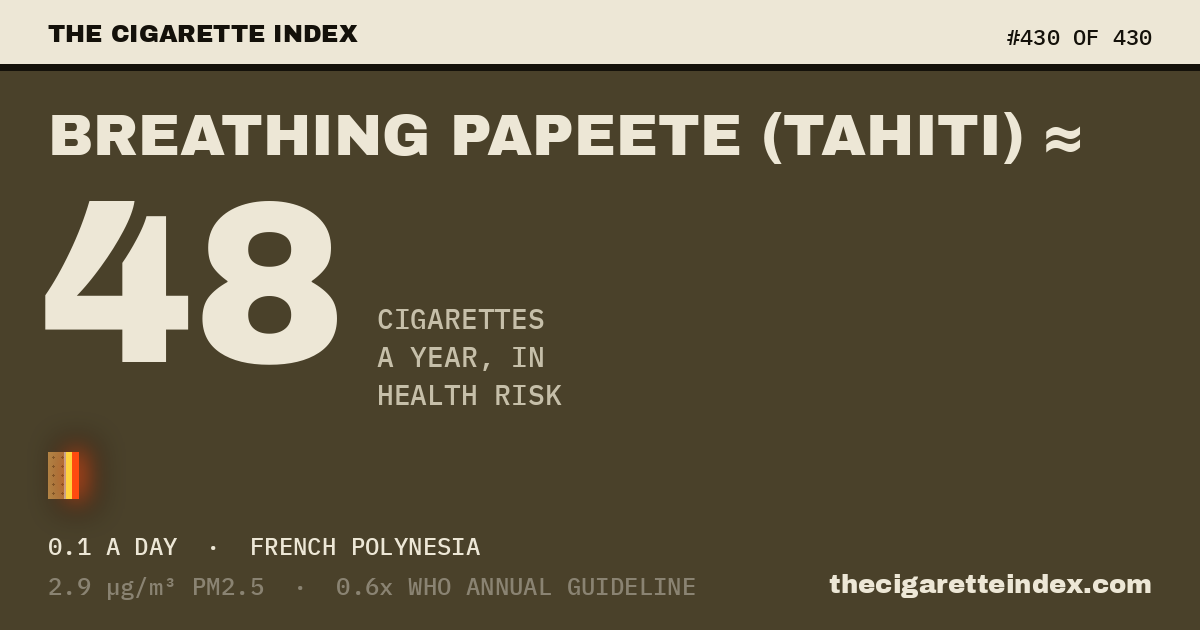 THE CIGARETTE INDEX
#430 OF 430
BREATHING PAPEETE (TAHITI) ≈
48
CIGARETTES
A YEAR, IN
HEALTH RISK
0.1 A DAY · FRENCH POLYNESIA
2.9 µg/m³ PM2.5 · 0.6x WHO ANNUAL GUIDELINE
thecigaretteindex.com